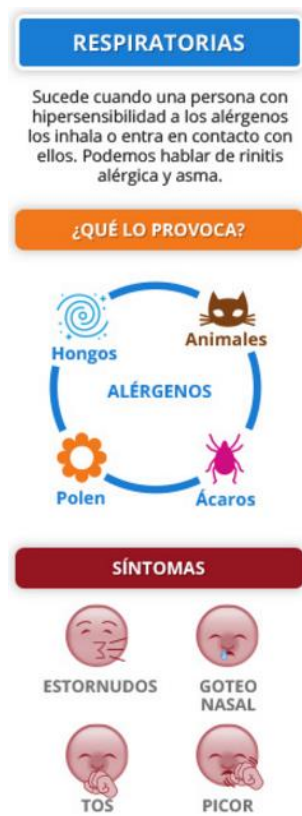 RESPIRATORIAS
Sucede cuando una persona con
hipersensibilidad a los alérgenos
los inhala o entra en contacto con
ellos. Podemos hablar de rinitis
alérgica y asma.
¿QUÉ LO PROVOCA?
Hongos
Animales
ALÉRGENOS
Polen
Ácaros
SÍNTOMAS
ESTORNUDOS
GOTEO
NASAL
TOS
PICOR